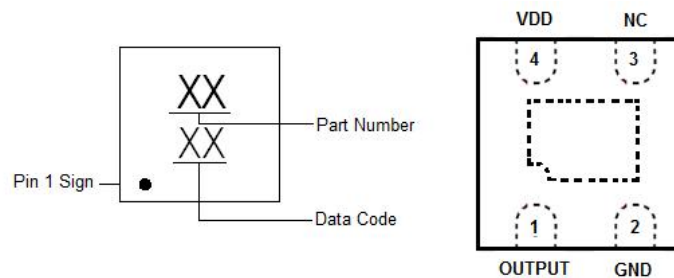 VDD NC
4 3
XX
Part Number
XX
Pin 1 Sign
Data Code
1 2
OUTPUT GND